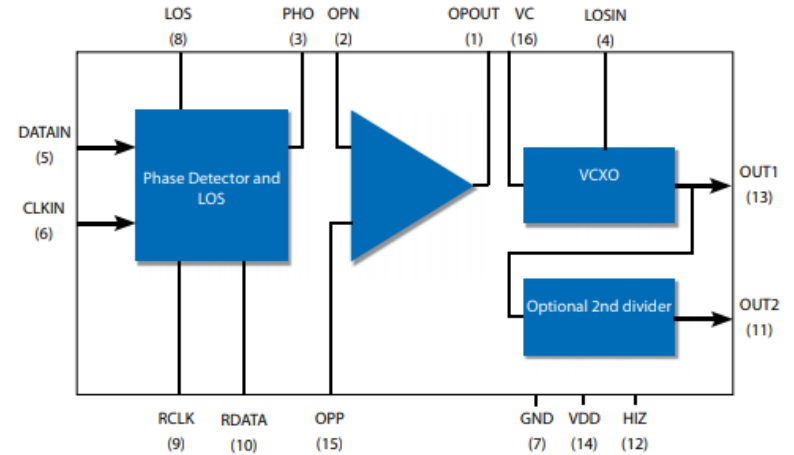 LOS PHO OPN OPOUT VC LOSIN
(8) (3) (2) (1) (16) (4)
DATAIN
(5)
CLKIN
(6)
Phase Detector and
LOS
VCXO
OUT1
(13)
Optional 2nd divider
OUT2
(11)
RCLK RDATA OPP GND VDD HIZ
(9) (10) (15) (7) (14) (12)